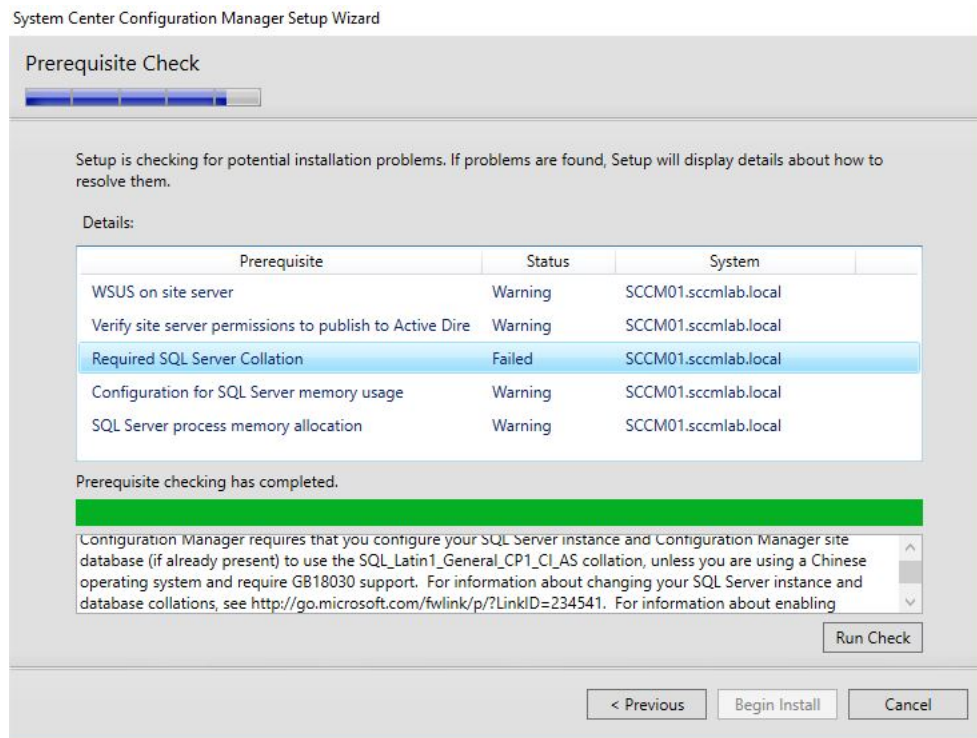 System Center Configuration Manager Setup Wizard
Prerequisite Check
Setup is checking for potential installation problems. If problems are found, Setup will display details about how to
resolve them.
Details:
Prerequisite Status System
WSUS on site server Warning SCCM01.sccmlab.local
Verify site server permissions to publish to Active Dire Warning SCCM01.sccmlab.local
Required SQL Server Collation Failed SCCM01.sccmlab.local
Configuration for SQL Server memory usage Warning SCCM01.sccmlab.local
SQL Server process memory allocation Warning SCCM01.sccmlab.local
Prerequisite checking has completed.
Configuration Manager requires that you configure your SQL Server instance and Configuration Manager site
database (if already present) to use the SQL_Latin1_General_CP1_CI_AS collation, unless you are using a Chinese
operating system and require GB18030 support.  For information about changing your SQL Server instance and
database collations, see http://go.microsoft.com/fwlink/p/?LinkID=234541.  For information about enabling
Run Check
< Previous Begin Install Cancel